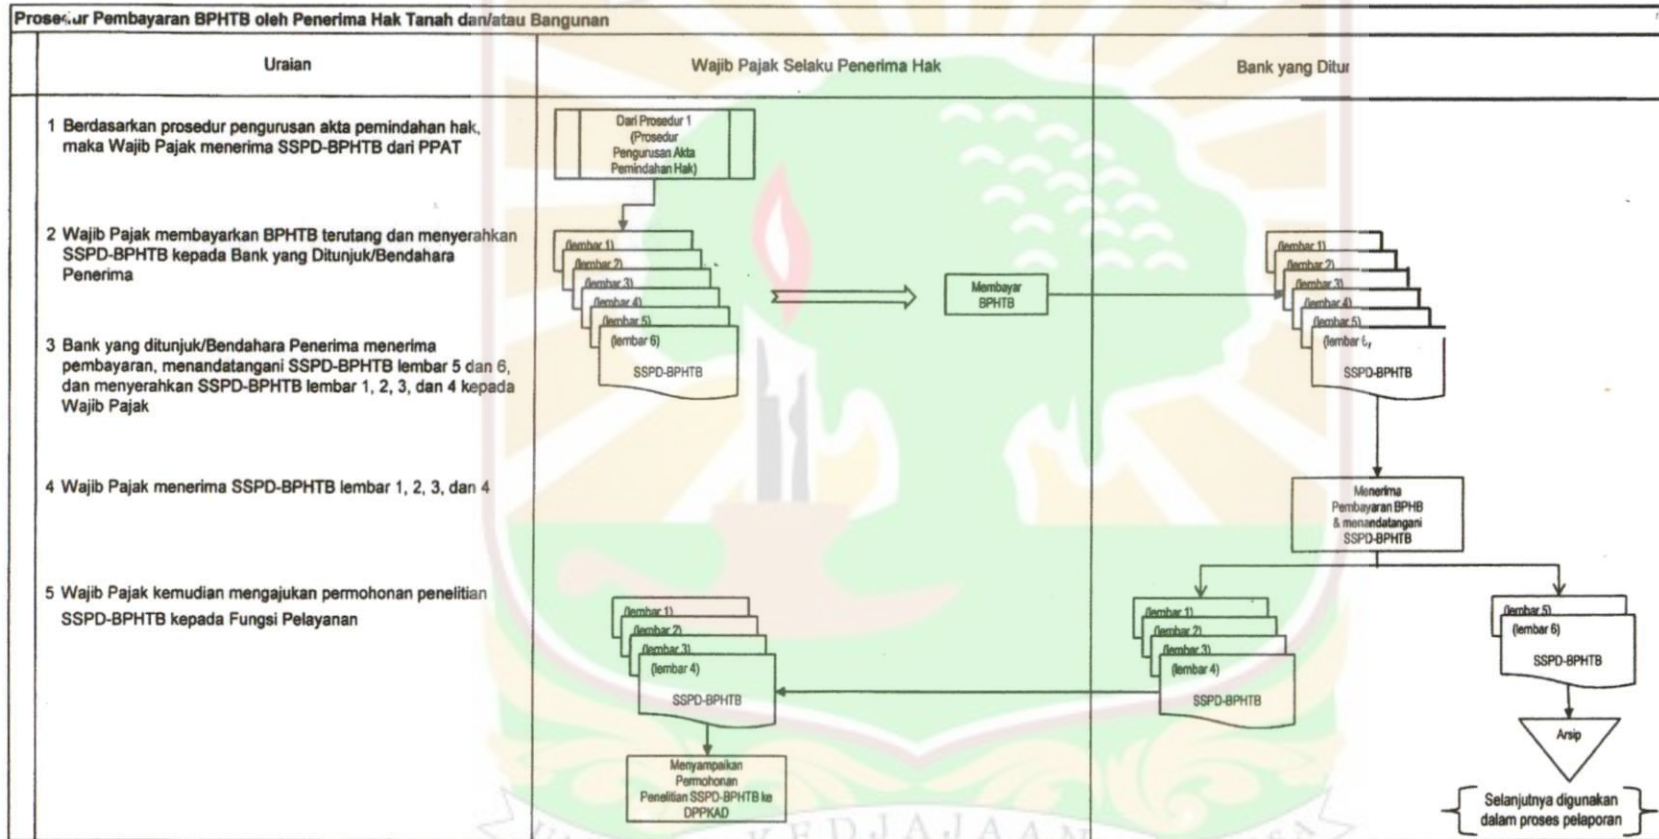 Prosedur Pembayaran BPHTB oleh Penerima Hak Tanah dan/atau Bangunan
Uraian
Wajib Pajak Selaku Penerima Hak
Bank yang Ditur
1 Berdasarkan prosedur pengurusan akta pemindahan hak,
maka Wajib Pajak menerima SSPD-BPHTB dari PPAT
Dari Prosedur 1
(Prosedur
Pengurusan Akta
Pemindahan Hak)
2 Wajib Pajak membayarkan BPHTB terutang dan menyerahkan
SSPD-BPHTB kepada Bank yang Ditunjuk/Bendahara
Penerima
(lembar 1)
(lembar 2)
(lembar 3)
(lembar 4)
(lembar 5)
(lembar 6)
SSPD-BPHTB
Membayar
BPHTB
(lembar 1)
(lembar 2)
(lembar 3)
(lembar 4)
(lembar 5)
(lembar 6,
SSPD-BPHTB
3 Bank yang ditunjuk/Bendahara Penerima menerima
pembayaran, menandatangani SSPD-BPHTB lembar 5 dan 6,
dan menyerahkan SSPD-BPHTB lembar 1, 2, 3, dan 4 kepada
Wajib Pajak
4 Wajib Pajak menerima SSPD-BPHTB lembar 1, 2, 3, dan 4
Menerima
Pembayaran BPHB
& menandatangani
SSPD-BPHTB
5 Wajib Pajak kemudian mengajukan permohonan penelitian
SSPD-BPHTB kepada Fungsi Pelayanan
(lembar 1)
(lembar 2)
(lembar 3)
(lembar 4)
SSPD-BPHTB
(lembar 1)
(lembar 2)
(lembar 3)
(lembar 4)
SSPD-BPHTB
(lembar 5)
(lembar 6)
SSPD-BPHTB
Arsip
Menyampaikan
Permohonan
Penelitian SSPD-BPHTB ke
DPPKAD
Selanjutnya digunakan
dalam proses pelaporan
KEDJAJAAN